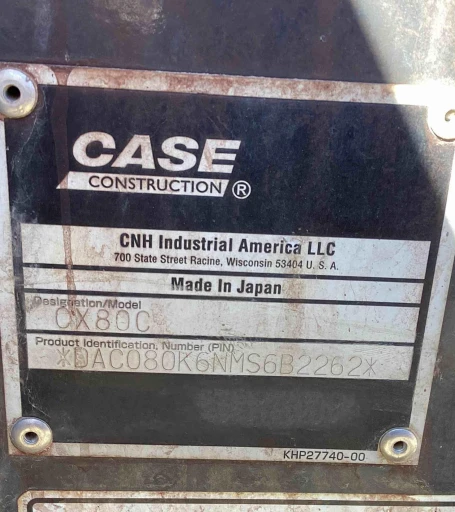 CASE
CONSTRUCTION ®
CNH Industrial America LLC
700 State Street Racine, Wisconsin 53404 U. S. A.
Made In Japan
Designation/Model
CX80C
Product Identification, Number (PIN)
*DAC080K6NMS6B2262*
KHP27740-00